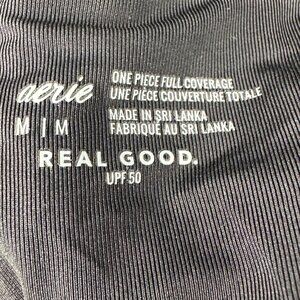 aerie
ONE PIECE FULL COVERAGE
UNE PIÈCE COUVERTURE TOTALE
M | M
MADE IN SRI LANKA
FABRIQUÉ AU SRI LANKA
REAL GOOD.
UPF 50